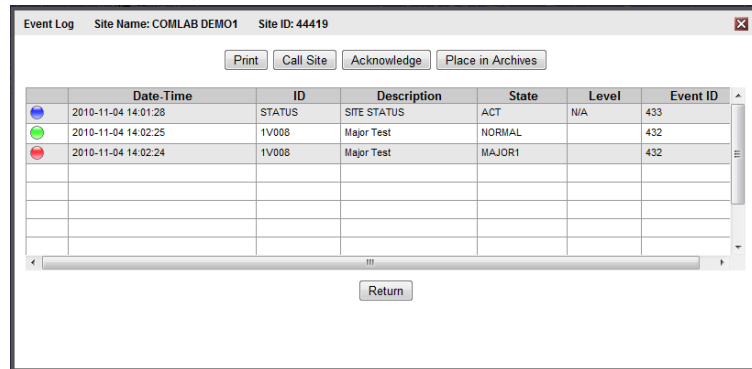 Event Log Site Name: COMLAB DEMO1 Site ID: 44419
Print Call Site Acknowledge Place in Archives
Date-Time ID Description State Level Event ID
2010-11-04 14:01:28 STATUS SITE STATUS ACT N/A 433
2010-11-04 14:02:25 1V008 Major Test NORMAL 432
2010-11-04 14:02:24 1V008 Major Test MAJOR1 432
Return